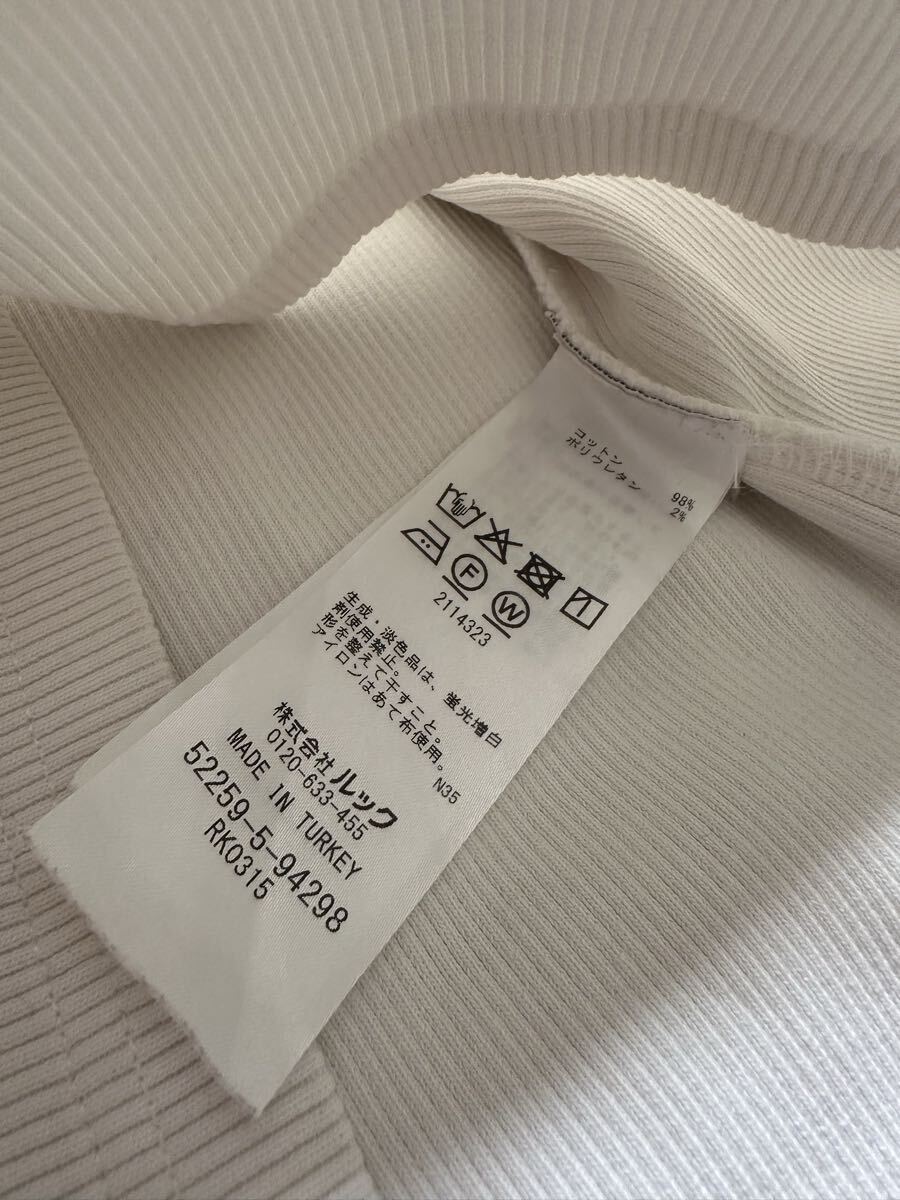 コットン 98%
ポリウレタン 2%
F
W
2114323
生成・淡色品は、蛍光増白
剤使用禁止。
形を整えて干すこと。
アイロンはあて布使用。 N35
株式会社ルック
0120-633-455
MADE IN TURKEY
52259-5-94298
RK0315